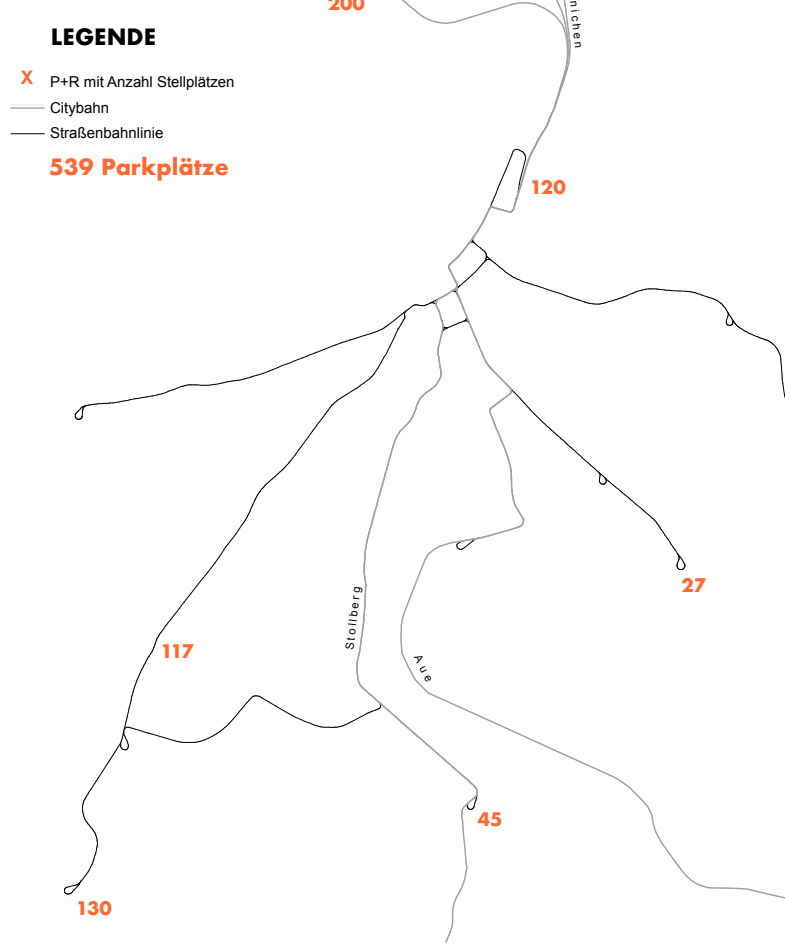 200
nichen
LEGENDE
X P+R mit Anzahl Stellplätzen
Citybahn
Straßenbahnlinie
539 Parkplätze
120
27
Stollberg
117
Aue
45
130